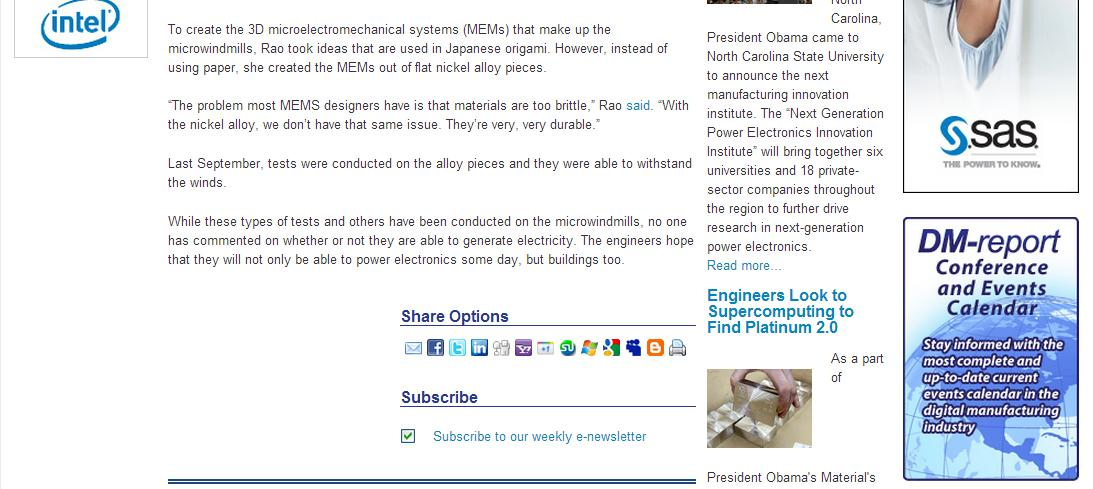 intel
To create the 3D microelectromechanical systems (MEMs) that make up the
microwindmills, Rao took ideas that are used in Japanese origami. However, instead of
using paper, she created the MEMs out of flat nickel alloy pieces.
“The problem most MEMS designers have is that materials are too brittle,” Rao said. “With
the nickel alloy, we don’t have that same issue. They’re very, very durable.”
Last September, tests were conducted on the alloy pieces and they were able to withstand
the winds.
While these types of tests and others have been conducted on the microwindmills, no one
has commented on whether or not they are able to generate electricity. The engineers hope
that they will not only be able to power electronics some day, but buildings too.
Share Options
Subscribe
Subscribe to our weekly e-newsletter
North
Carolina,
President Obama came to
North Carolina State University
to announce the next
manufacturing innovation
institute. The “Next Generation
Power Electronics Innovation
Institute” will bring together six
universities and 18 private-
sector companies throughout
the region to further drive
research in next-generation
power electronics.
Read more...
Engineers Look to
Supercomputing to
Find Platinum 2.0
As a part
of
President Obama's Material's
sas
THE POWER TO KNOW.
DM-report
Conference
and Events
Calendar
Stay informed with the
most complete and
up-to-date current
events calendar in the
digital manufacturing
industry